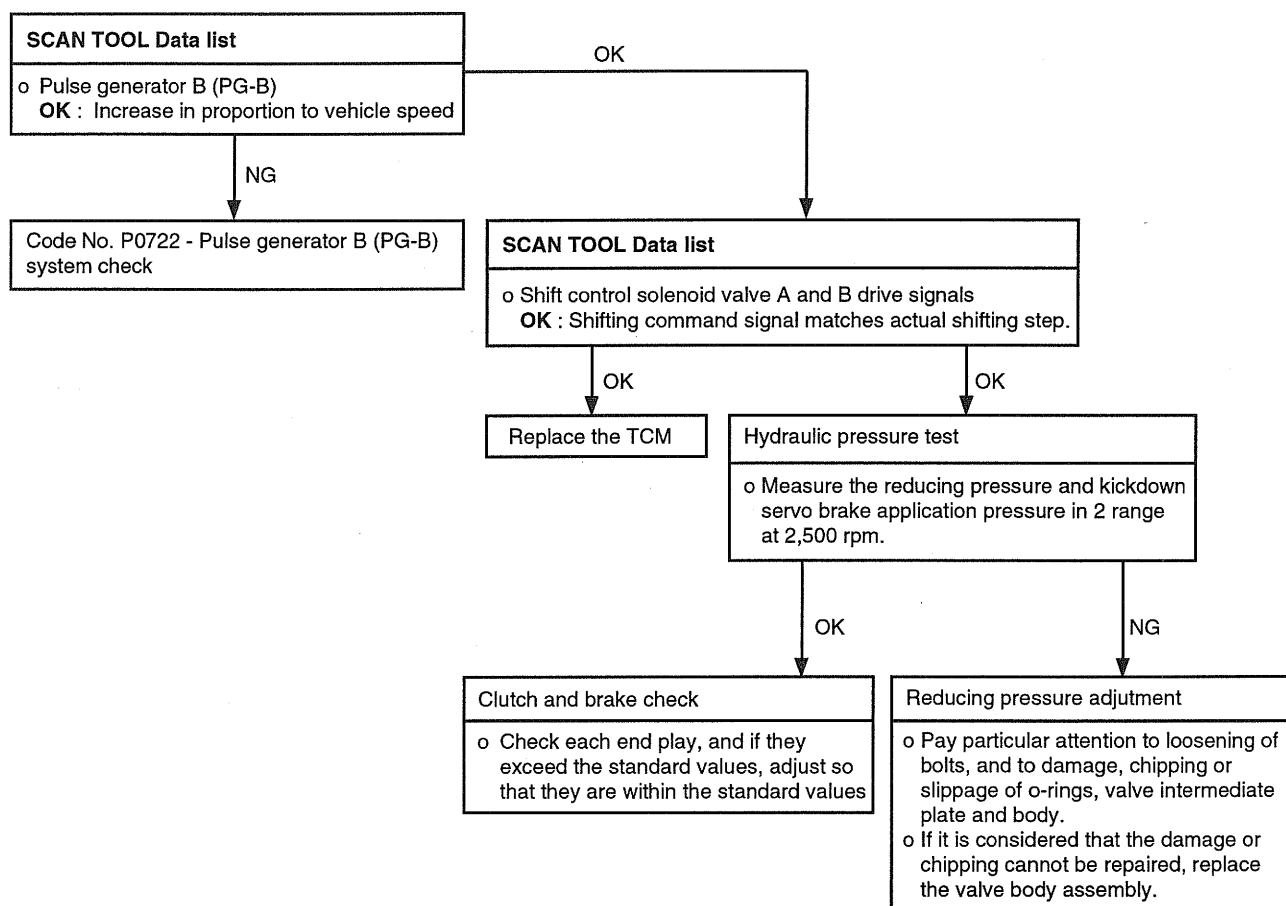 SCAN TOOL Data list
o Pulse generator B (PG-B)
OK : Increase in proportion to vehicle speed
OK
NG
Code No. P0722 - Pulse generator B (PG-B)
system check
SCAN TOOL Data list
o Shift control solenoid valve A and B drive signals
OK : Shifting command signal matches actual shifting step.
OK
OK
Replace the TCM
Hydraulic pressure test
o Measure the reducing pressure and kickdown
servo brake application pressure in 2 range
at 2,500 rpm.
OK
NG
Clutch and brake check
o Check each end play, and if they
exceed the standard values, adjust so
that they are within the standard values
Reducing pressure adjutment
o Pay particular attention to loosening of
bolts, and to damage, chipping or
slippage of o-rings, valve intermediate
plate and body.
o If it is considered that the damage or
chipping cannot be repaired, replace
the valve body assembly.